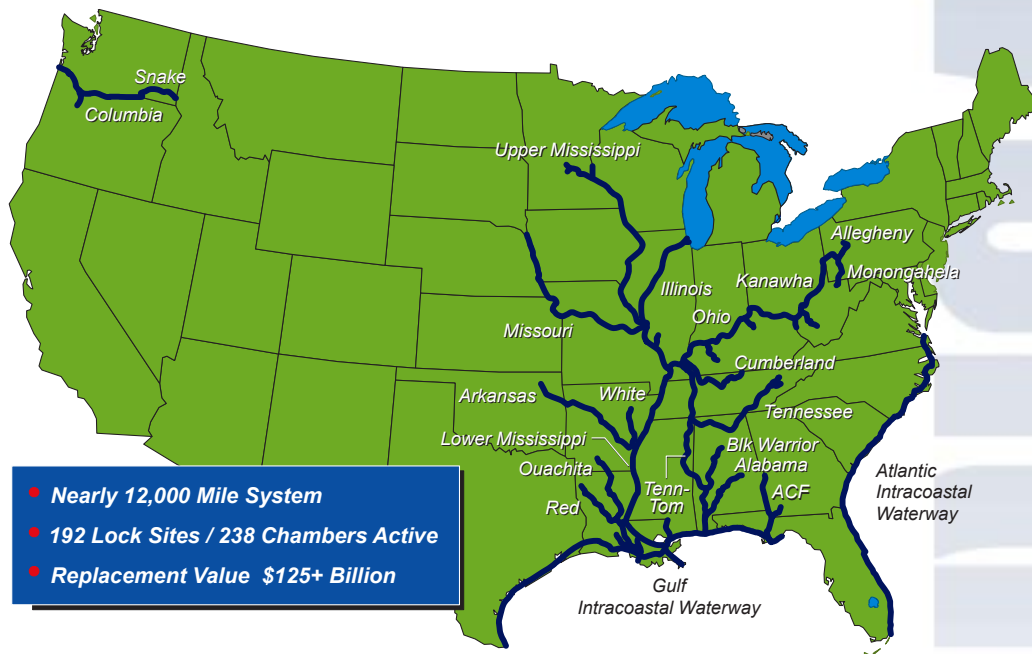 Snake
Columbia
Upper Mississippi
Allegheny
Monongahela
Kanawha
Illinois
Ohio
Missouri
Cumberland
Arkansas
White
Tennessee
Lower Mississippi
Blk Warrior
Alabama
Ouachita
Tenn-
Tom
ACF
Red
Atlantic
Intracoastal
Waterway
Gulf
Intracoastal Waterway
• Nearly 12,000 Mile System
• 192 Lock Sites / 238 Chambers Active
• Replacement Value $125+ Billion